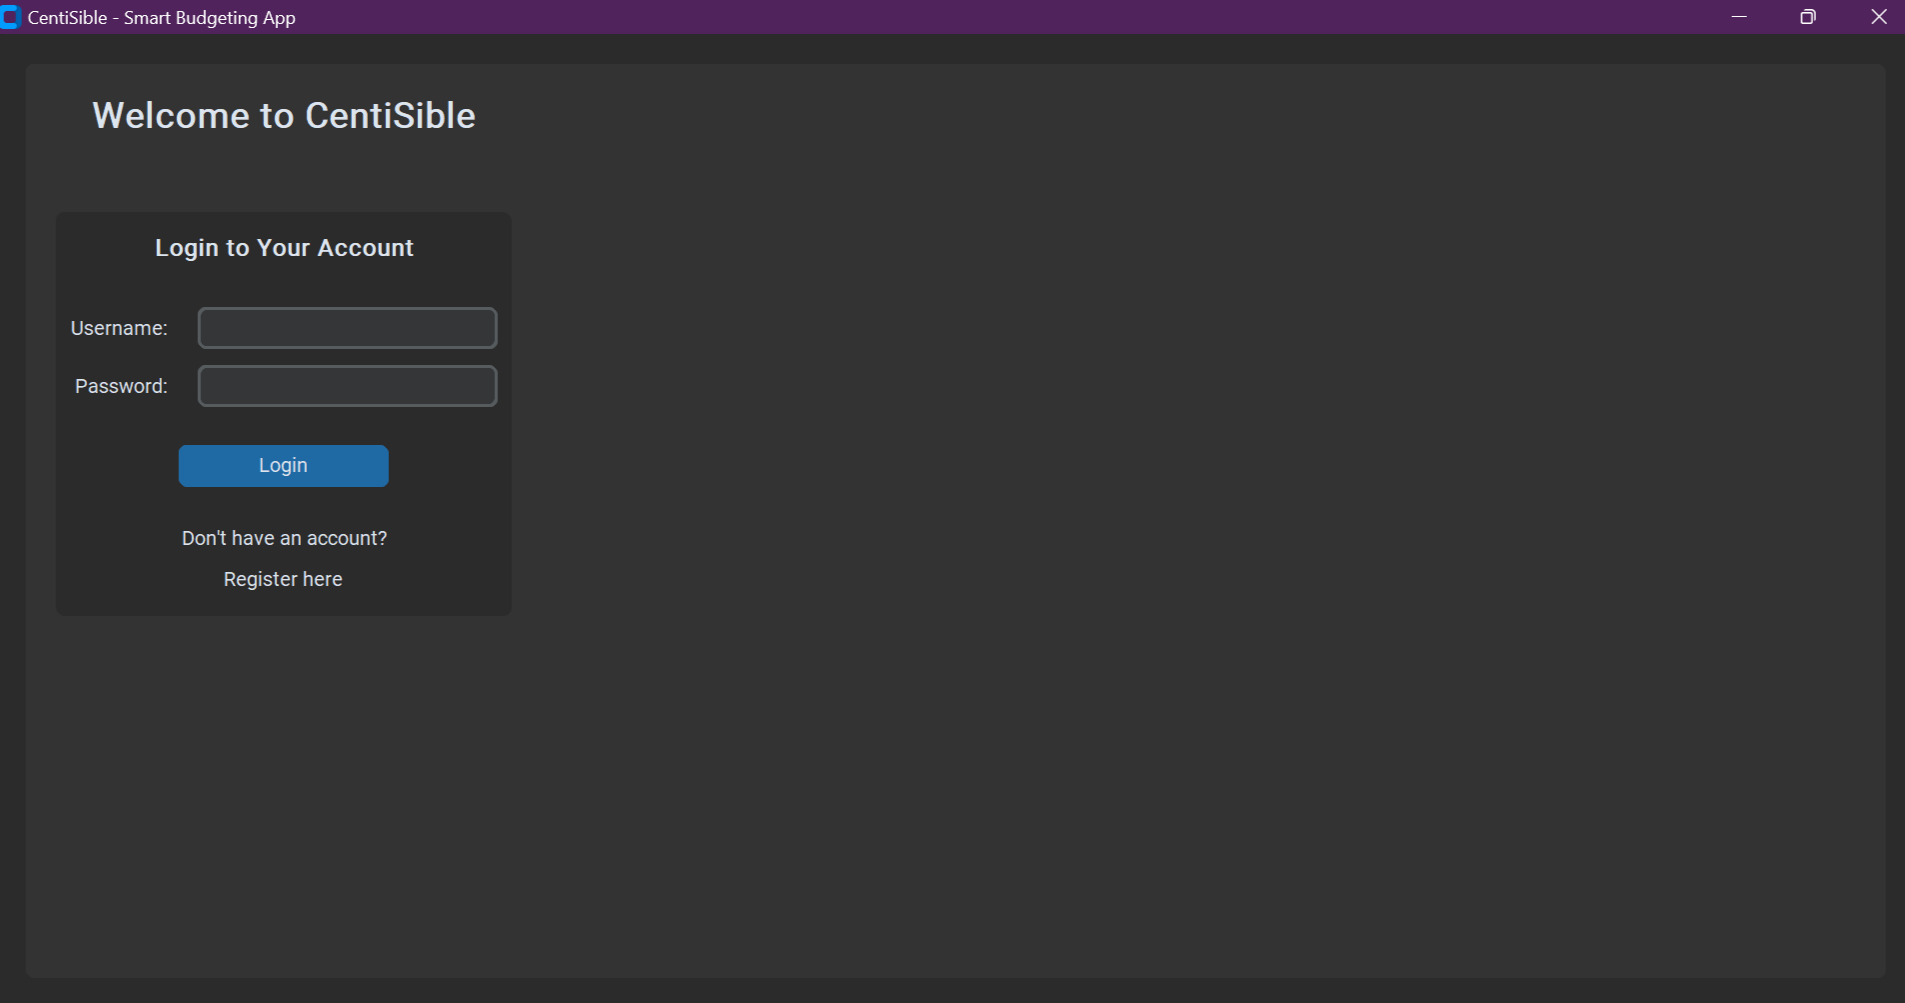 CentiSible - Smart Budgeting App
Welcome to CentiSible
Login to Your Account
Username:
Password:
Login
Don't have an account?
Register here